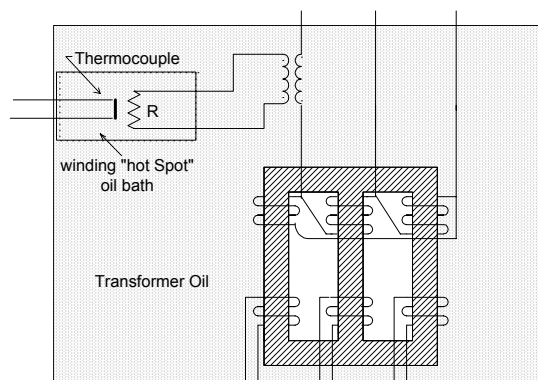 Thermocouple
R
winding "hot Spot"
oil bath
Transformer Oil